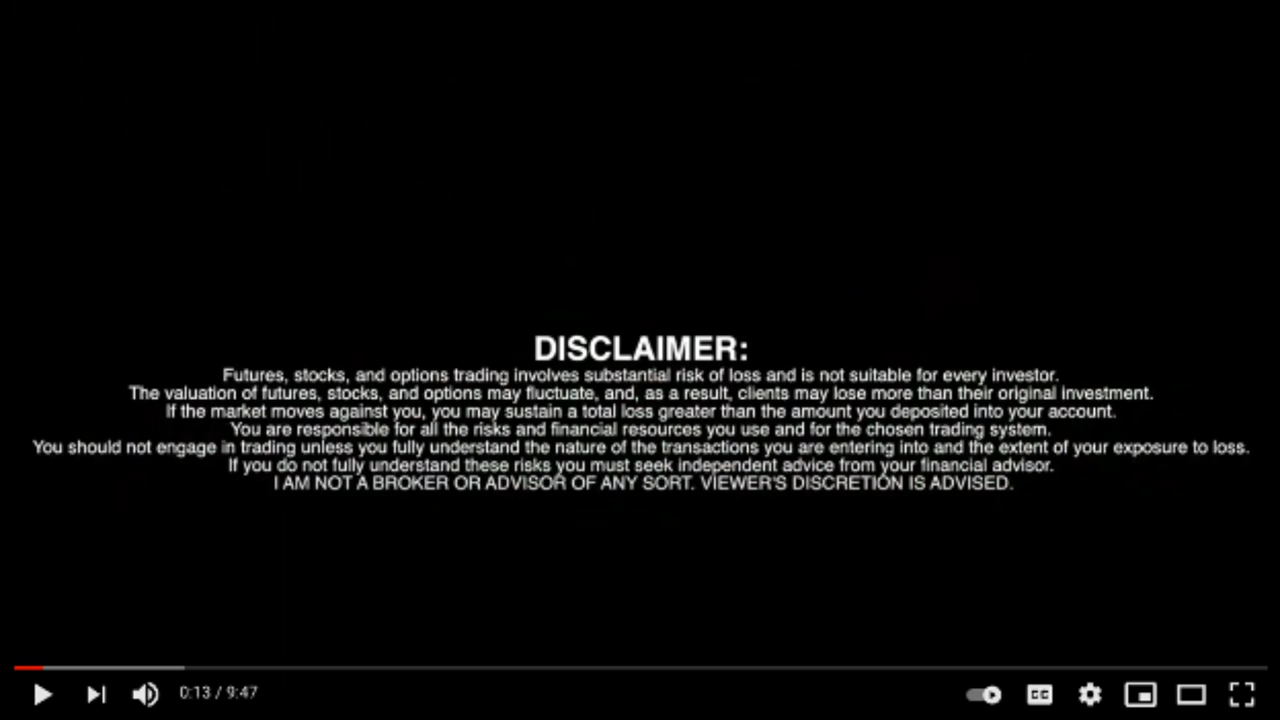 DISCLAIMER:
Futures, stocks, and options trading involves substantial risk of loss and is not suitable for every investor.
The valuation of futures, stocks, and options may fluctuate, and, as a result, clients may lose more than their original investment.
If the market moves against you, you may sustain a total loss greater than the amount you deposited into your account.
You are responsible for all the risks and financial resources you use and for the chosen trading system.
You should not engage in trading unless you fully understand the nature of the transactions you are entering into and the extent of your exposure to loss.
If you do not fully understand these risks you must seek independent advice from your financial advisor.
I AM NOT A BROKER OR ADVISOR OF ANY SORT. VIEWER'S DISCRETION IS ADVISED.
0:13 / 9:47 CC